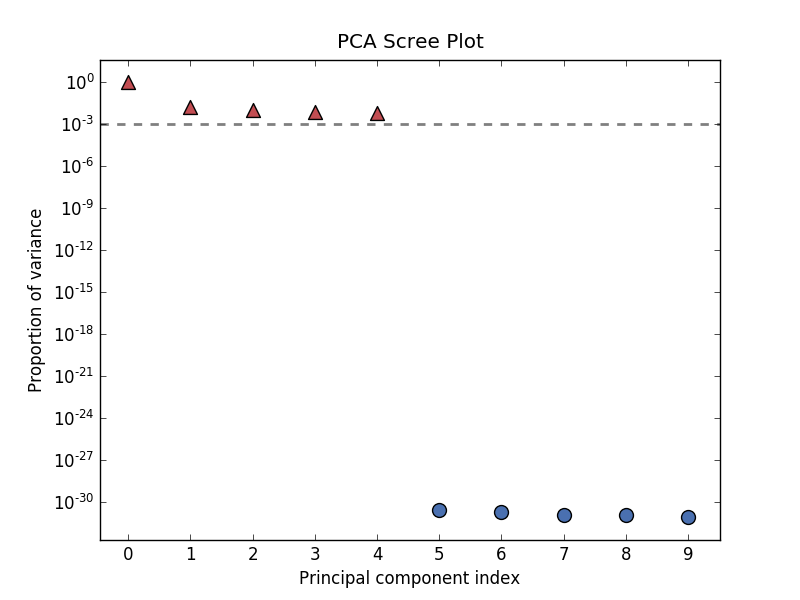 PCA Scree Plot
Proportion of variance
10^0
10^-3
10^-6
10^-9
10^-12
10^-15
10^-18
10^-21
10^-24
10^-27
10^-30
0 1 2 3 4 5 6 7 8 9
Principal component index